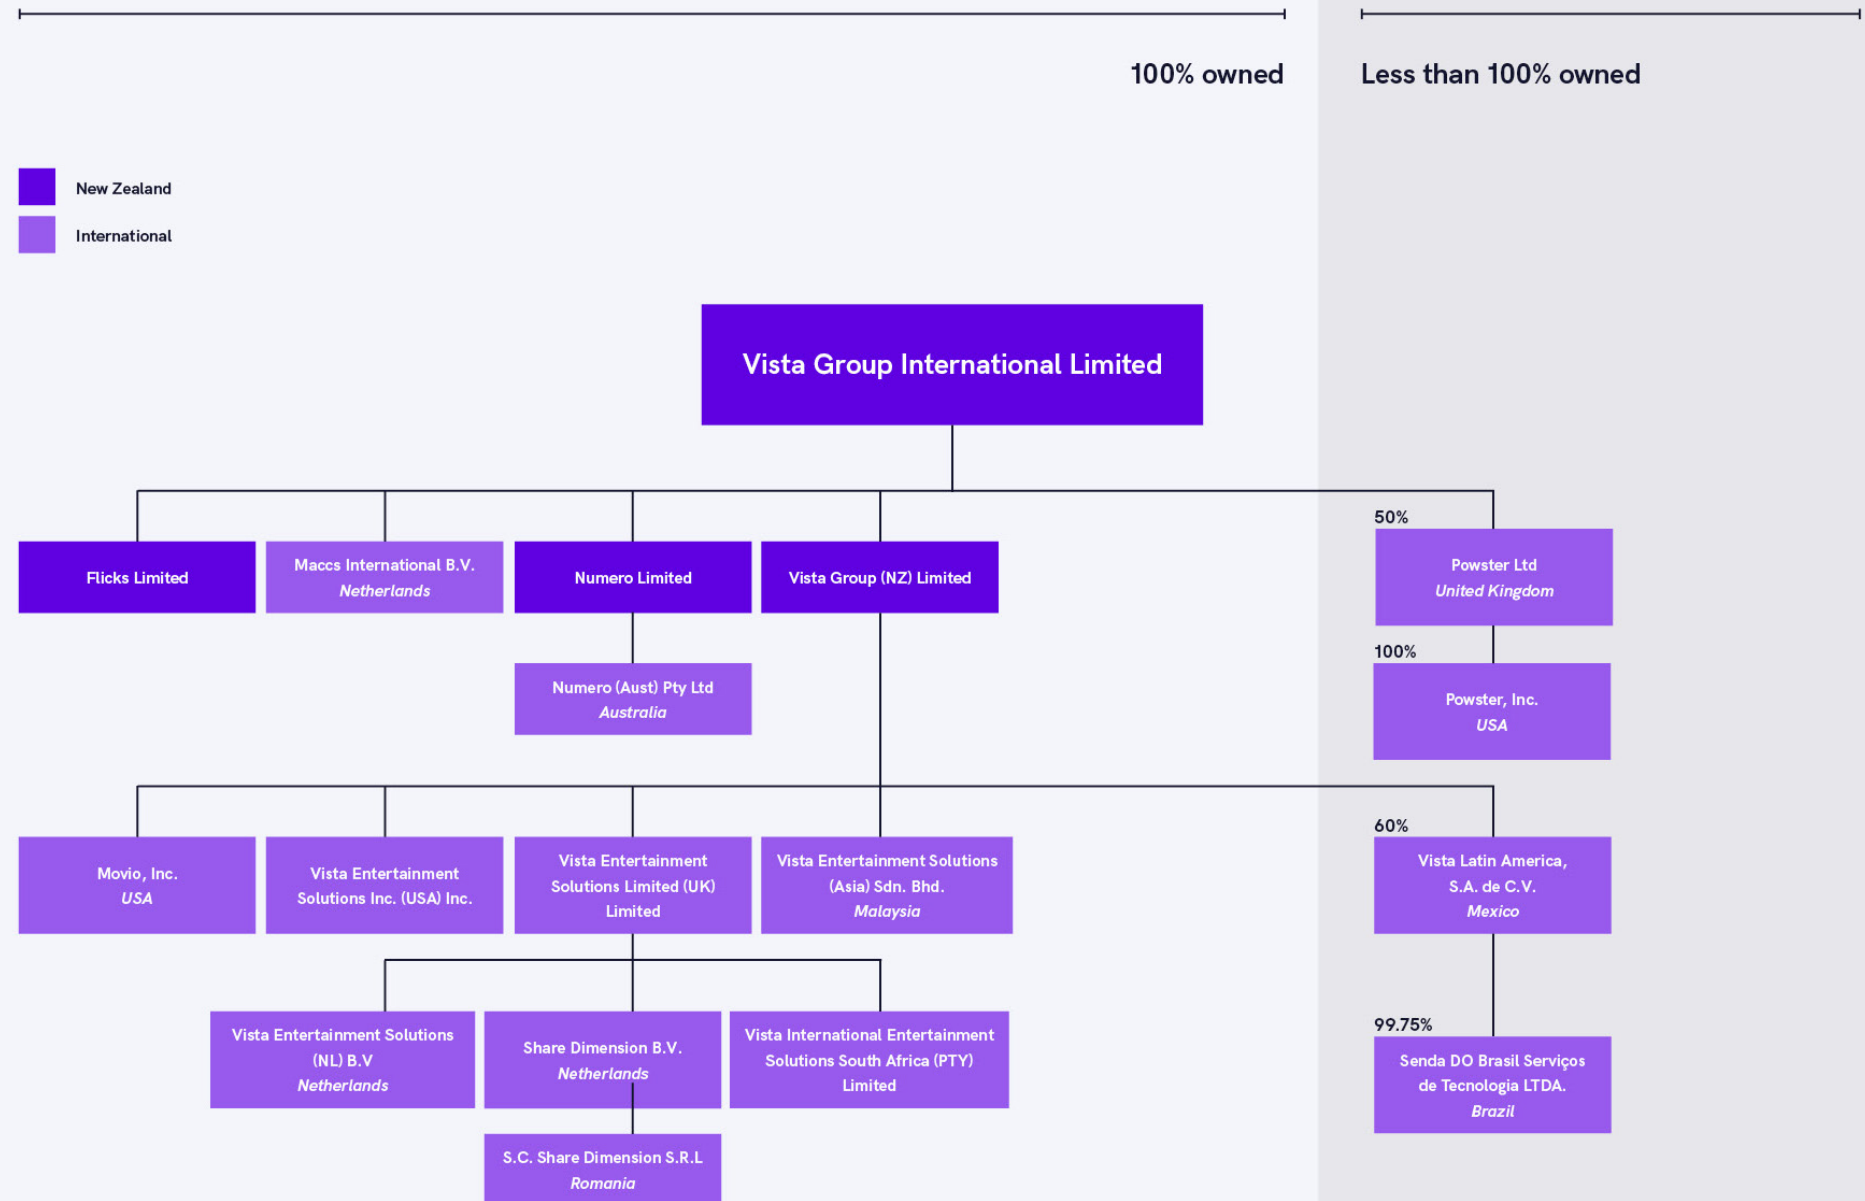 100% owned
Less than 100% owned
New Zealand
International
Vista Group International Limited
Flicks Limited
Maccs International B.V.
Netherlands
Numero Limited
Vista Group (NZ) Limited
50%
Powster Ltd
United Kingdom
Numero (Aust) Pty Ltd
Australia
100%
Powster, Inc.
USA
Movio, Inc.
USA
Vista Entertainment
Solutions Inc. (USA) Inc.
Vista Entertainment
Solutions Limited (UK)
Limited
Vista Entertainment Solutions
(Asia) Sdn. Bhd.
Malaysia
60%
Vista Latin America,
S.A. de C.V.
Mexico
Vista Entertainment Solutions
(NL) B.V
Netherlands
Share Dimension B.V.
Netherlands
Vista International Entertainment
Solutions South Africa (PTY)
Limited
99.75%
Senda DO Brasil Serviços
de Tecnologia LTDA.
Brazil
S.C. Share Dimension S.R.L
Romania